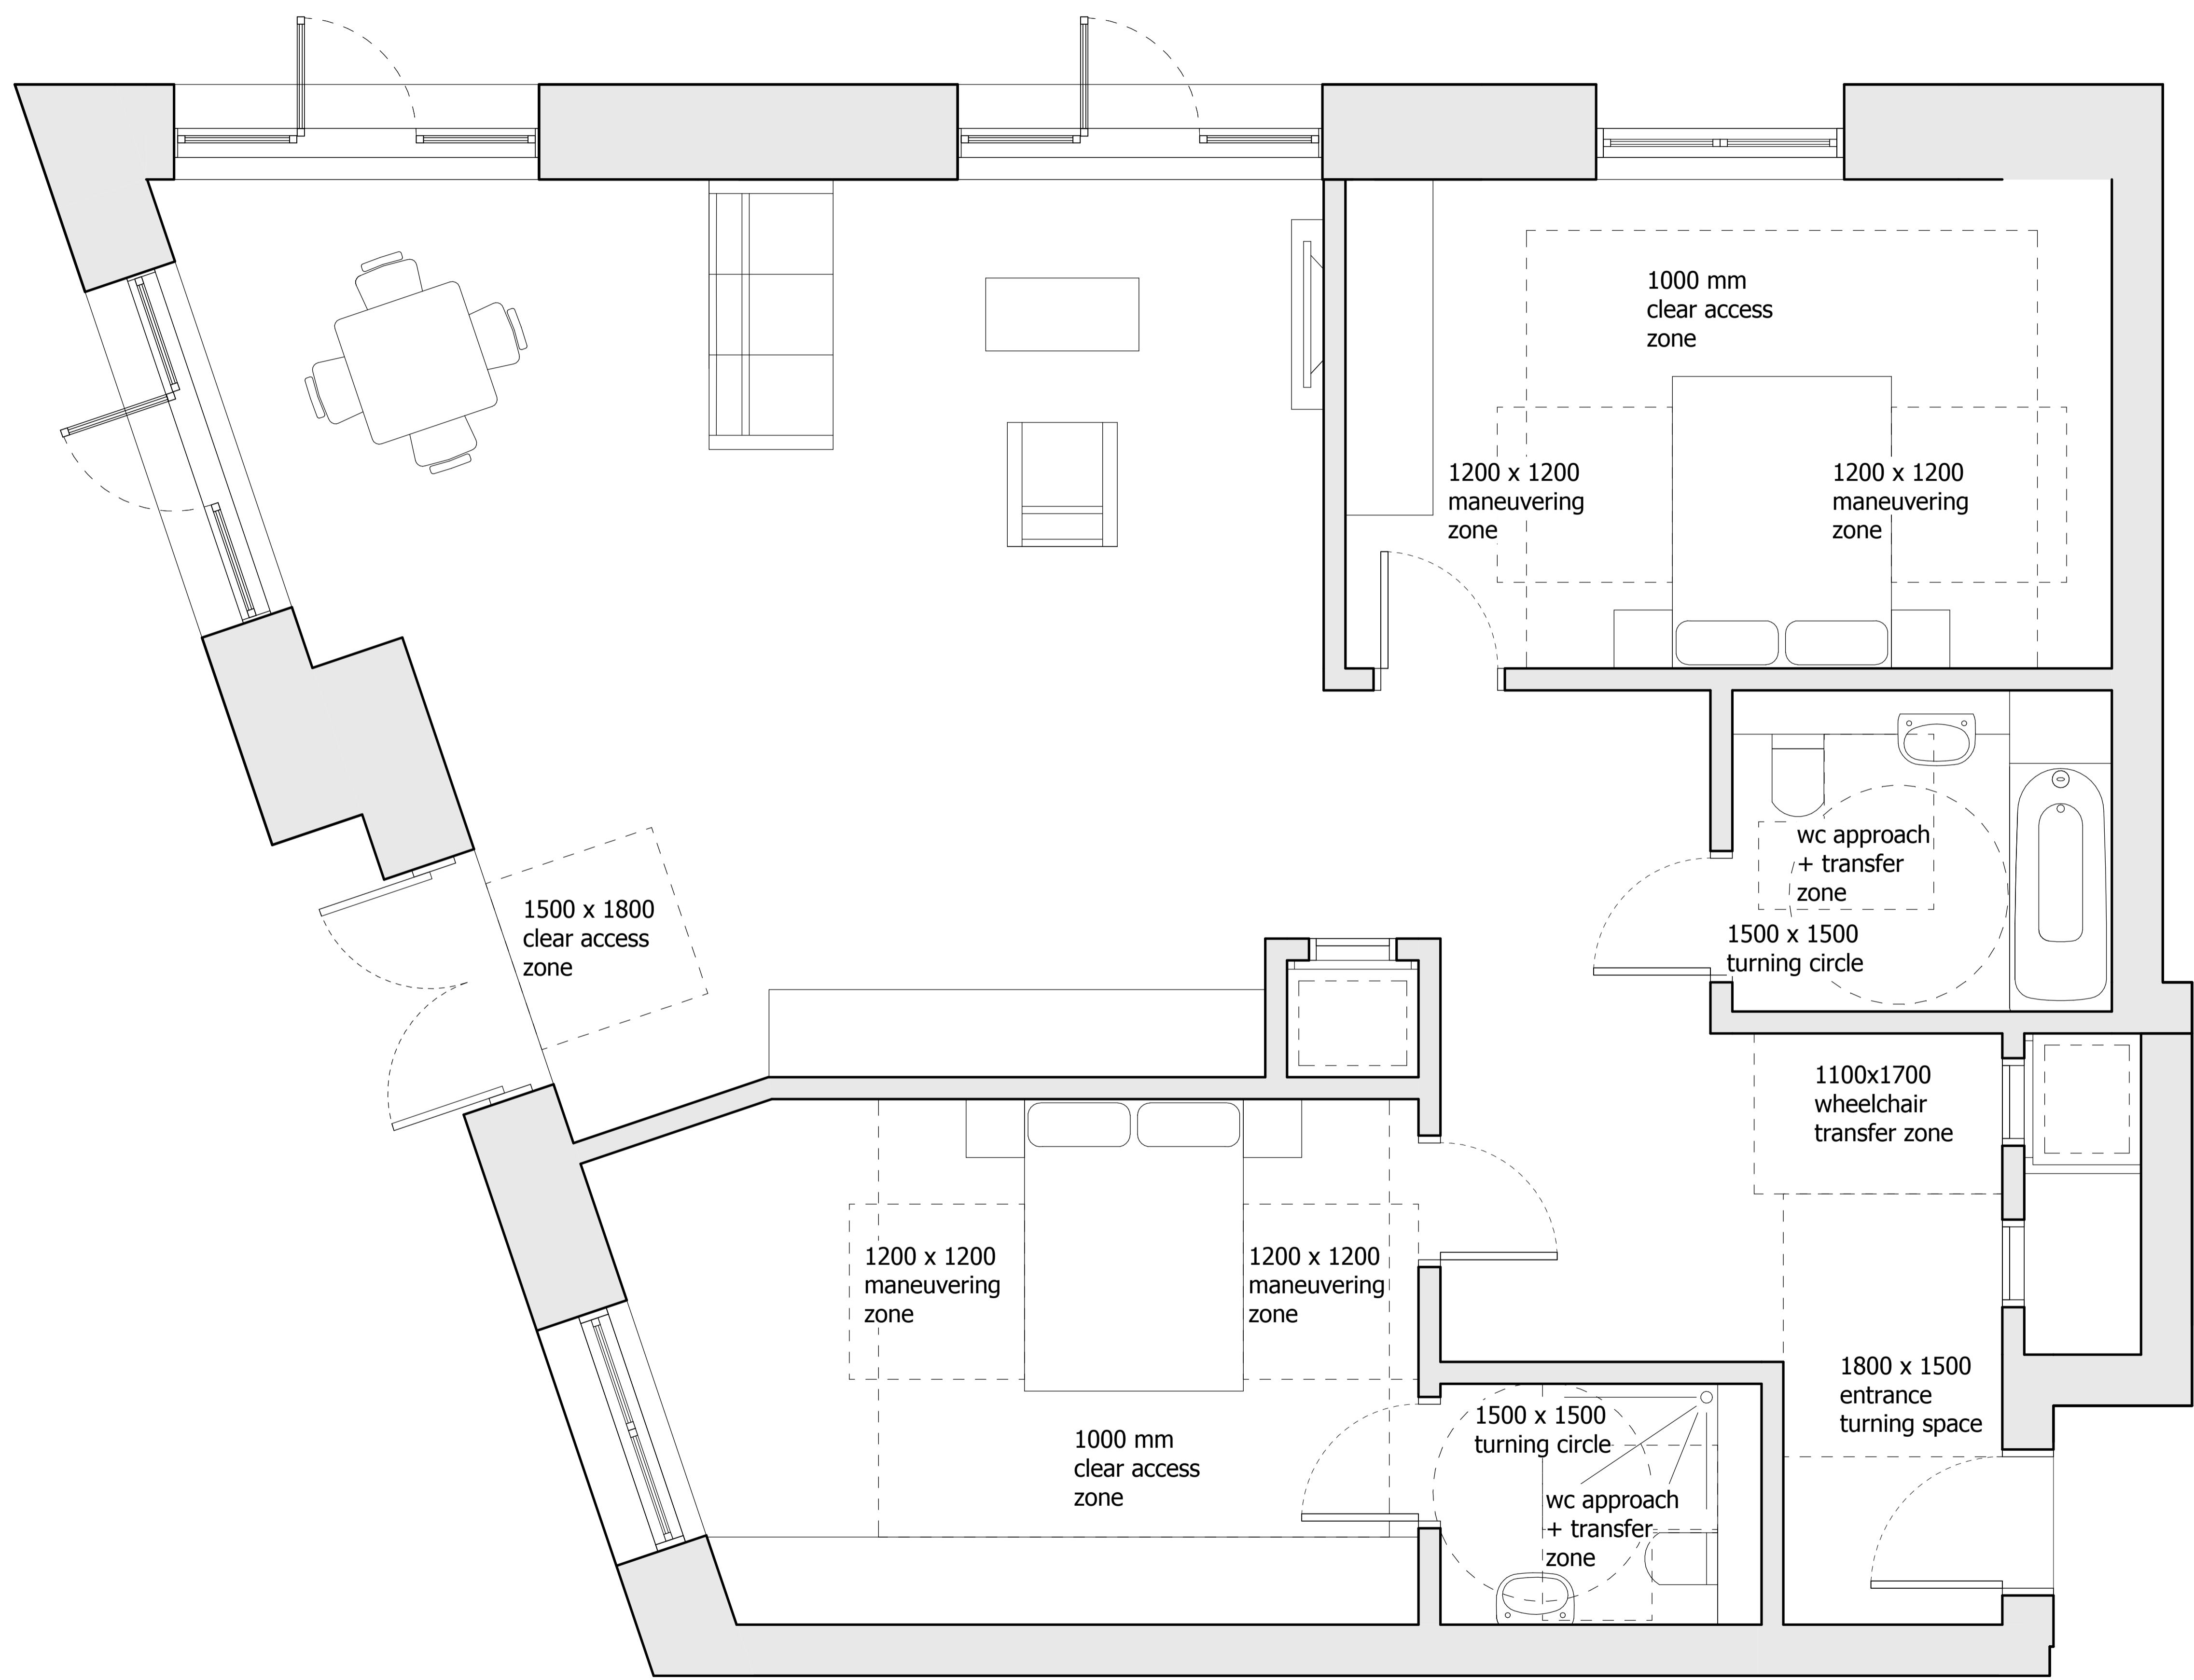 1000 mm
clear access
zone
1200 x 1200
maneuvering
zone
1200 x 1200
maneuvering
zone
wc approach
+ transfer
zone
1500 x 1500
turning circle
1500 x 1800
clear access
zone
1100x1700
wheelchair
transfer zone
1200 x 1200
maneuvering
zone
1200 x 1200
maneuvering
zone
1800 x 1500
entrance
turning space
1000 mm
clear access
zone
1500 x 1500
turning circle
wc approach
+ transfer
zone